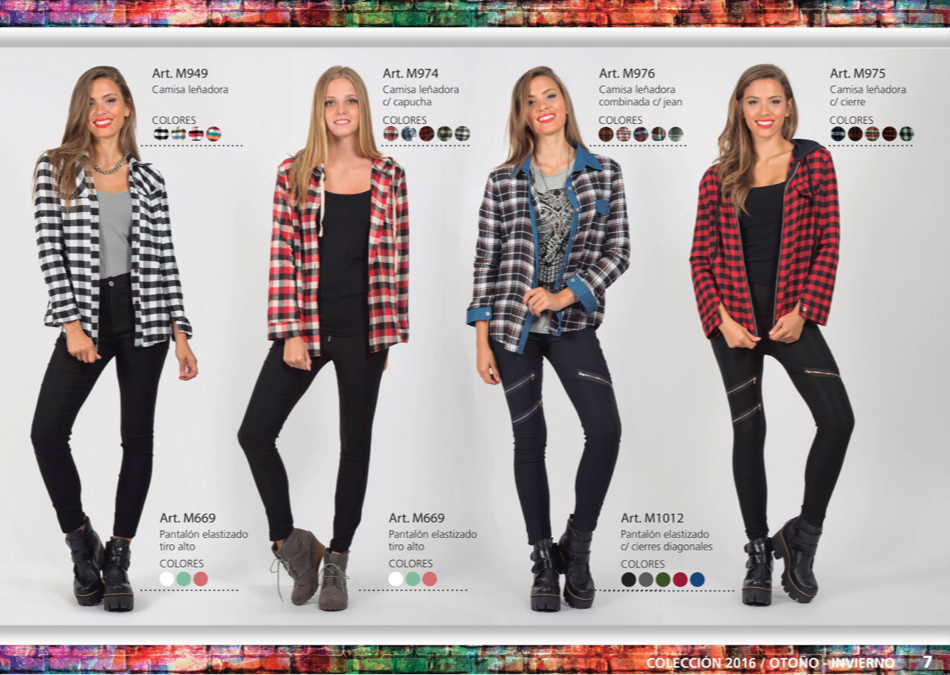 Art. M949
Camisa leñadora
COLORES
Art. M974
Camisa leñadora
c/ capucha
COLORES
Art. M976
Camisa leñadora
combinada c/ jean
COLORES
Art. M975
Camisa leñadora
c/ cierre
COLORES
Art. M669
Pantalón elastizado
tiro alto
COLORES
Art. M669
Pantalón elastizado
tiro alto
COLORES
Art. M1012
Pantalón elastizado
c/ cierres diagonales
COLORES
COLECCIÓN 2016 / OTOÑO - INVIERNO 7